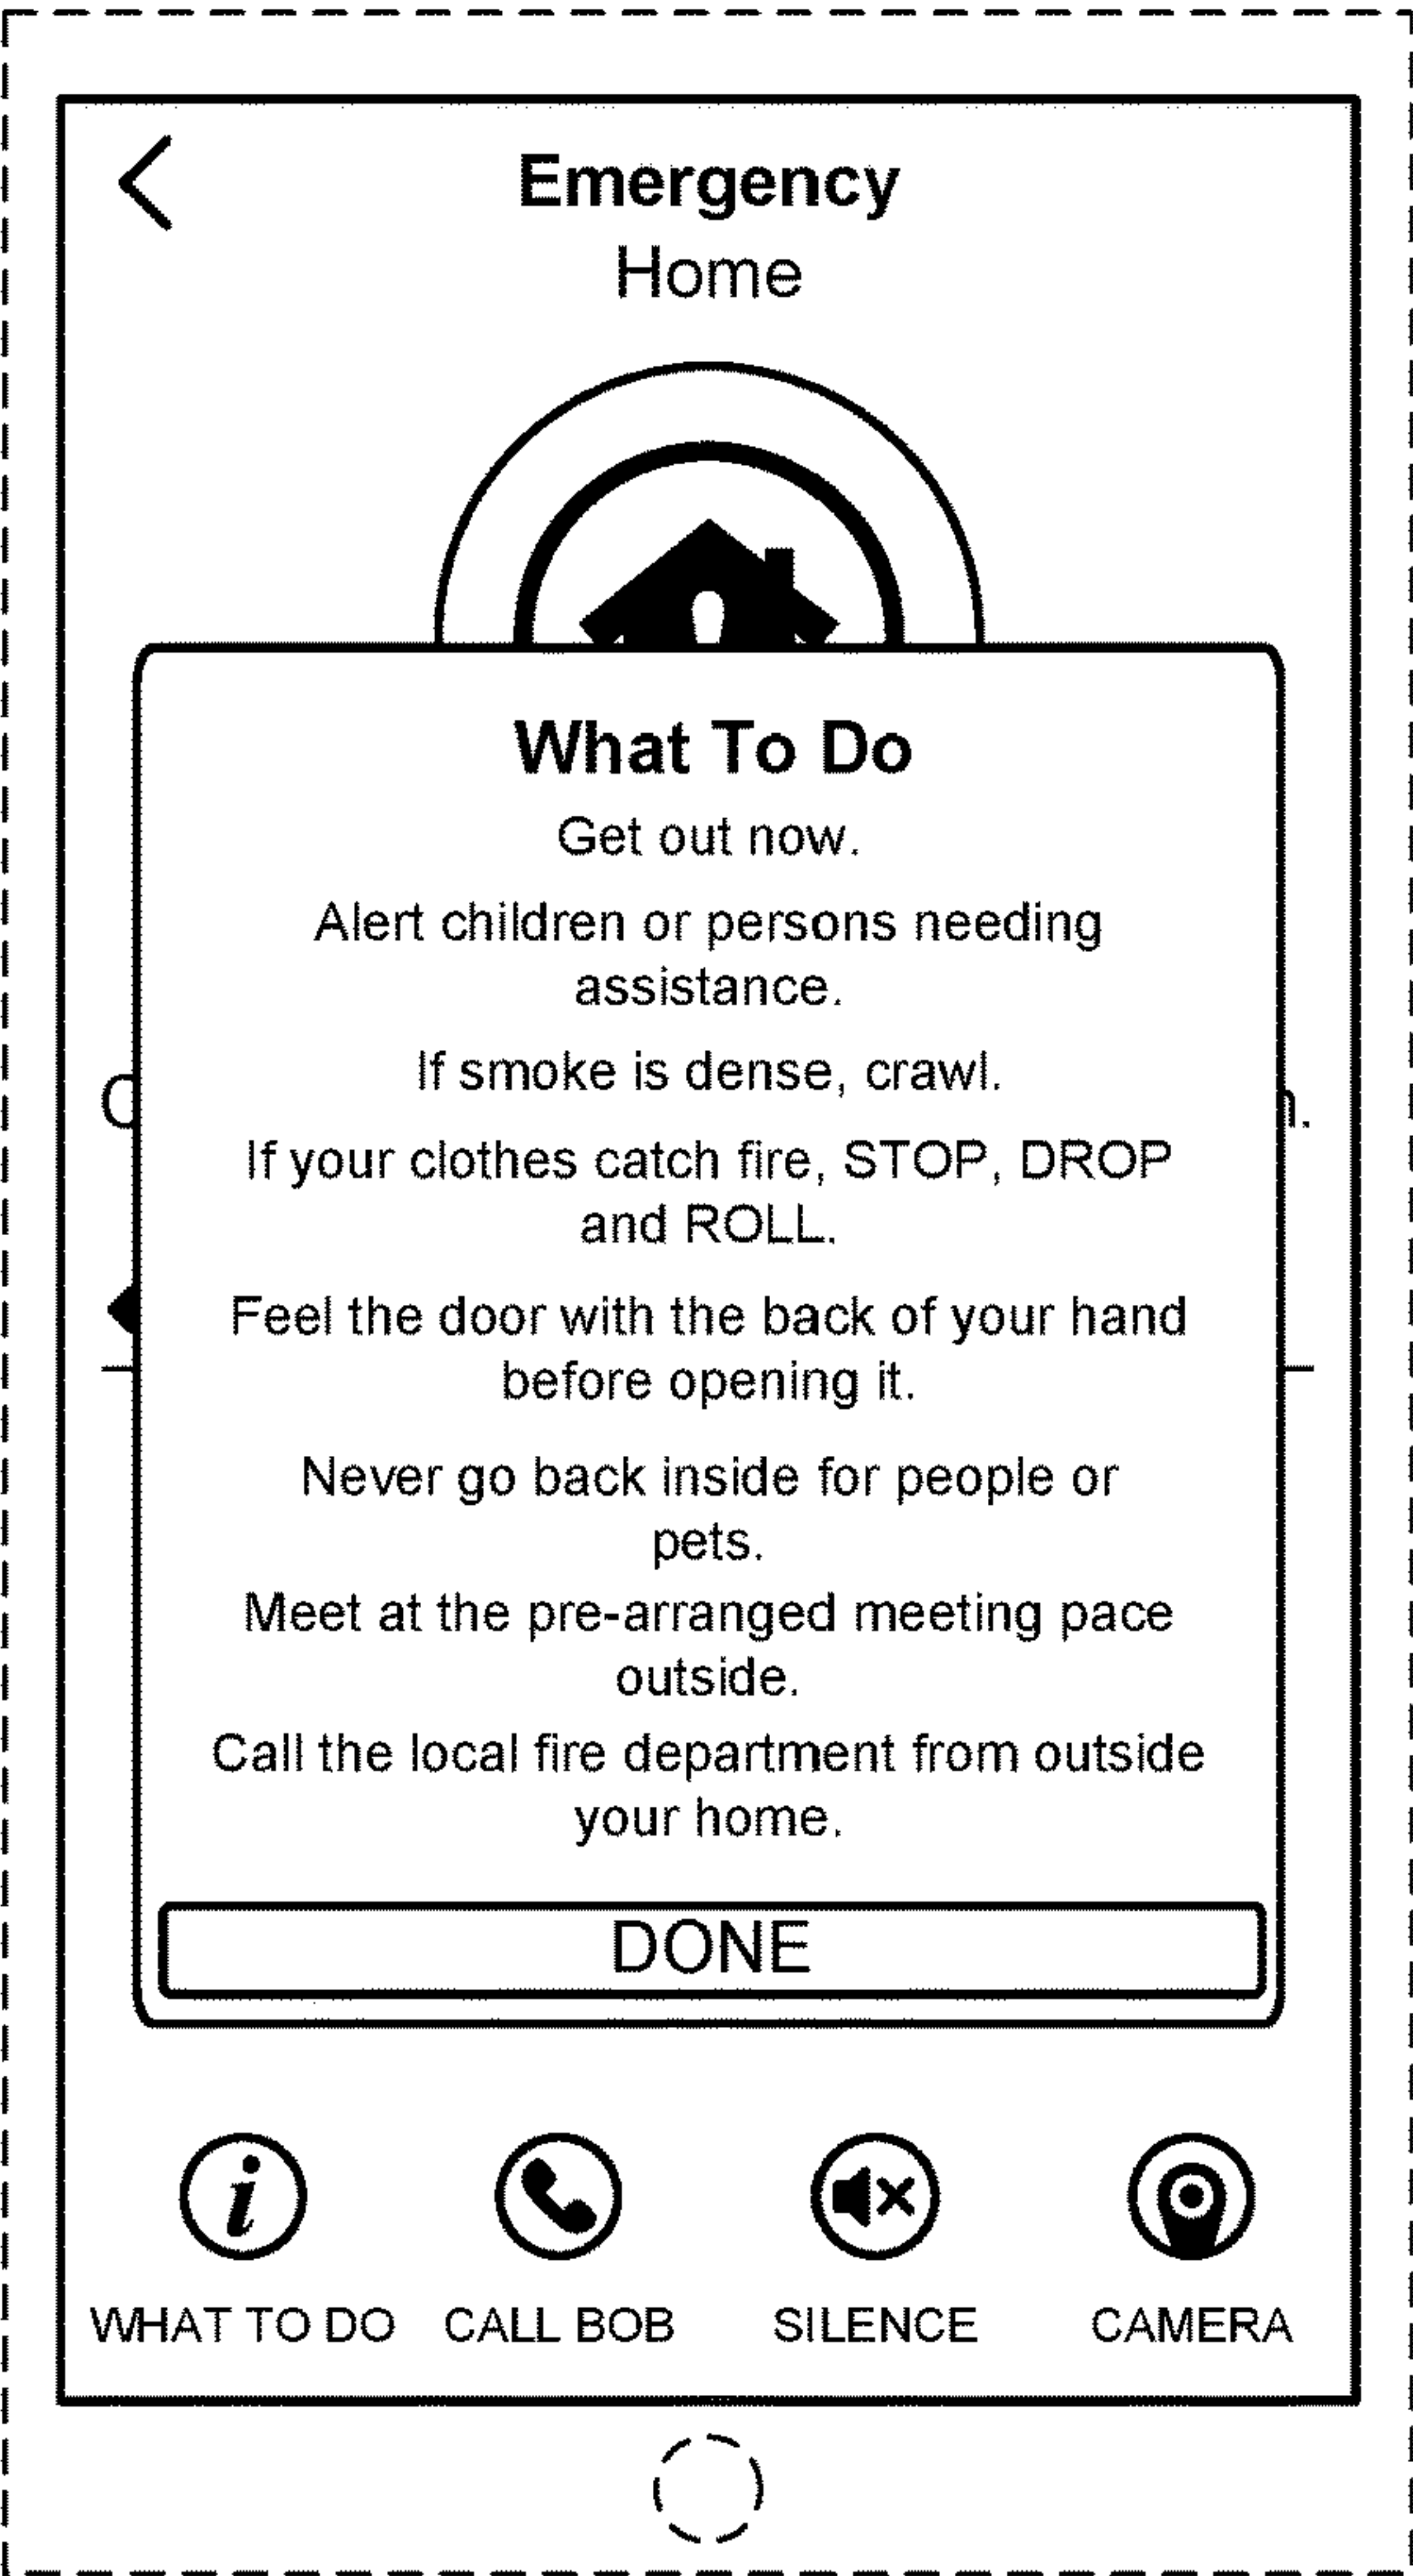 Emergency
Home
What To Do
Get out now.
Alert children or persons needing
assistance.
If smoke is dense, crawl.
If your clothes catch fire, STOP, DROP
and ROLL.
Feel the door with the back of your hand
before opening it.
Never go back inside for people or
pets.
Meet at the pre-arranged meeting pace
outside.
Call the local fire department from outside
your home.
DONE
WHAT TO DO CALL BOB SILENCE CAMERA